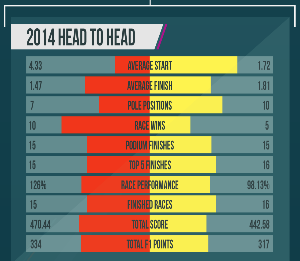 2014 HEAD TO HEAD
4.33 AVERAGE START 1.72
1.47 AVERAGE FINISH 1.81
7 POLE POSITIONS 10
10 RACE WINS 5
15 PODIUM FINISHES 15
15 TOP 5 FINISHES 16
126% RACE PERFORMANCE 98.13%
15 FINISHED RACES 16
470.44 TOTAL SCORE 442.58
334 TOTAL F1 POINTS 317